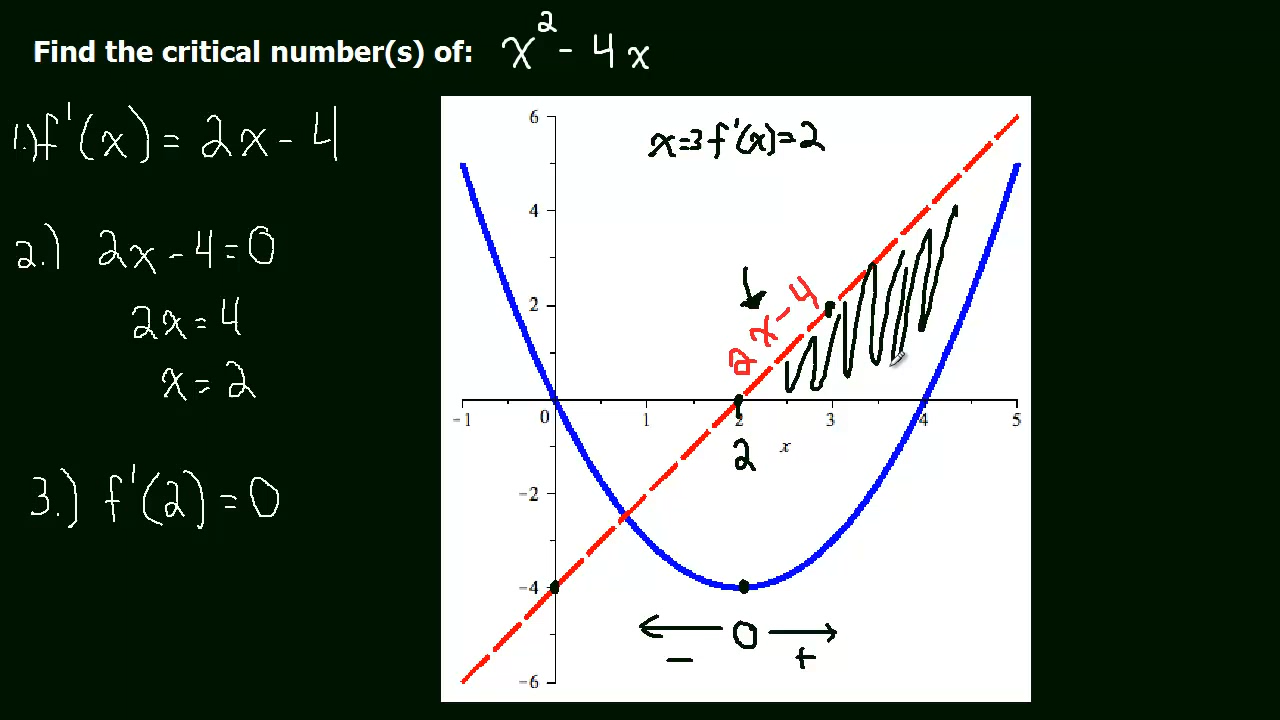 Find the critical number(s) of: x² - 4x
1.) f'(x) = 2x - 4
2.) 2x - 4 = 0
2x = 4
x = 2
3.) f'(2) = 0
x=3 f'(x)=2
6
4
2
2x-4
-1 0 1 2 3 4 5
2 x
-2
-4
← 0 →
- +
-6